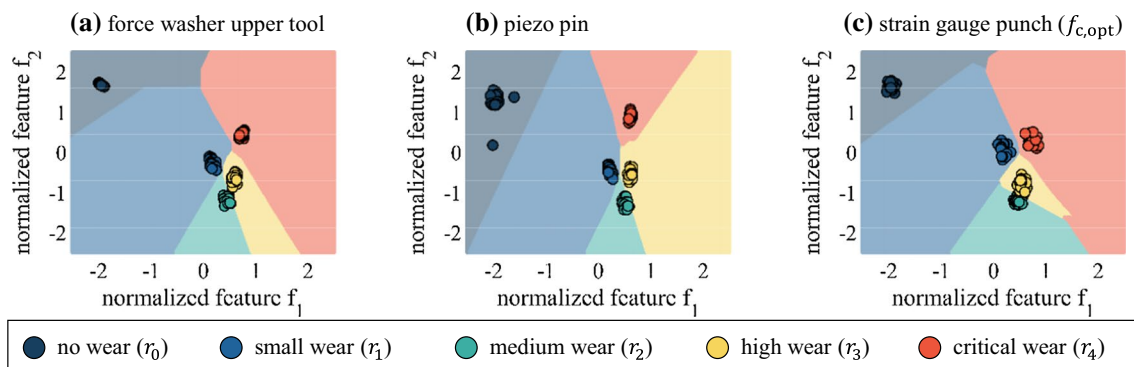 (a) force washer upper tool
(b) piezo pin
(c) strain gauge punch (f_c,opt)
normalized feature f_2
2
1
0
-1
-2
-2 -1 0 1 2
normalized feature f_1
normalized feature f_2
2
1
0
-1
-2
-2 0 2
normalized feature f_1
normalized feature f_2
2
1
0
-1
-2
-2 -1 0 1 2
normalized feature f_1
no wear (r_0)
small wear (r_1)
medium wear (r_2)
high wear (r_3)
critical wear (r_4)